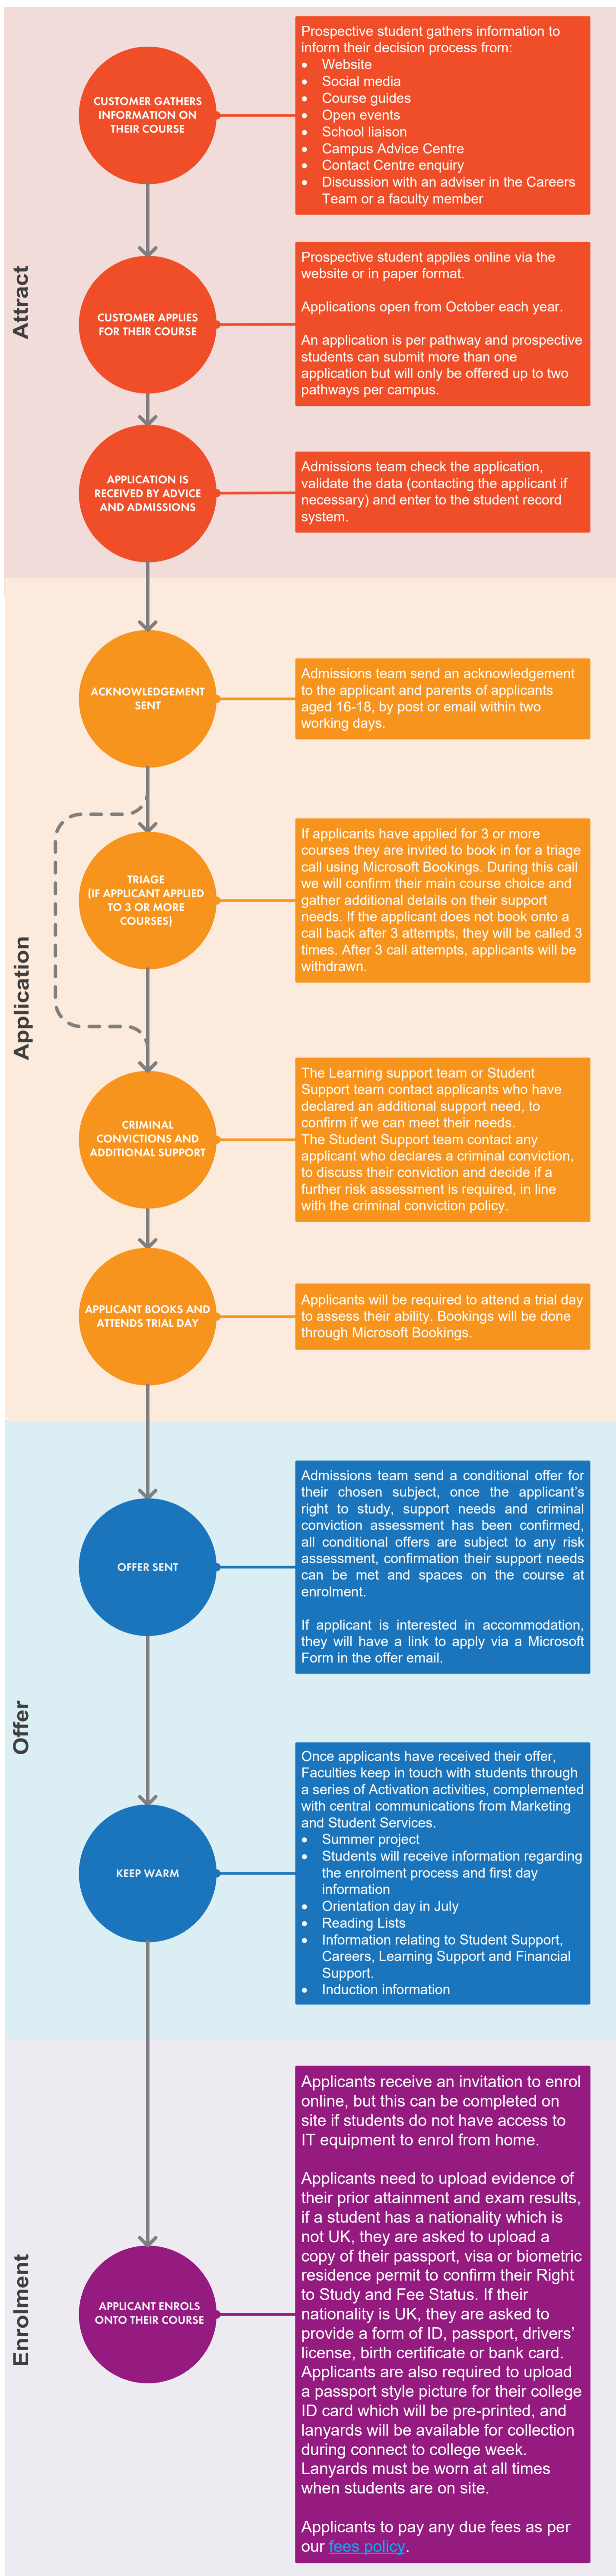 Attract
CUSTOMER GATHERS
INFORMATION ON
THEIR COURSE
Prospective student gathers information to
inform their decision process from:
• Website
• Social media
• Course guides
• Open events
• School liaison
• Campus Advice Centre
• Contact Centre enquiry
• Discussion with an adviser in the Careers
Team or a faculty member
CUSTOMER APPLIES
FOR THEIR COURSE
Prospective student applies online via the
website or in paper format.
Applications open from October each year.
An application is per pathway and prospective
students can submit more than one
application but will only be offered up to two
pathways per campus.
APPLICATION IS
RECEIVED BY ADVICE
AND ADMISSIONS
Admissions team check the application,
validate the data (contacting the applicant if
necessary) and enter to the student record
system.
Application
ACKNOWLEDGEMENT
SENT
Admissions team send an acknowledgement
to the applicant and parents of applicants
aged 16-18, by post or email within two
working days.
TRIAGE
(IF APPLICANT APPLIED
TO 3 OR MORE
COURSES)
If applicants have applied for 3 or more
courses they are invited to book in for a triage
call using Microsoft Bookings. During this call
we will confirm their main course choice and
gather additional details on their support
needs. If the applicant does not book onto a
call back after 3 attempts, they will be called 3
times. After 3 call attempts, applicants will be
withdrawn.
CRIMINAL
CONVICTIONS AND
ADDITIONAL SUPPORT
The Learning support team or Student
Support team contact applicants who have
declared an additional support need, to
confirm if we can meet their needs.
The Student Support team contact any
applicant who declares a criminal conviction,
to discuss their conviction and decide if a
further risk assessment is required, in line
with the criminal conviction policy.
APPLICANT BOOKS AND
ATTENDS TRIAL DAY
Applicants will be required to attend a trial day
to assess their ability. Bookings will be done
through Microsoft Bookings.
Offer
OFFER SENT
Admissions team send a conditional offer for
their chosen subject, once the applicant's
right to study, support needs and criminal
conviction assessment has been confirmed,
all conditional offers are subject to any risk
assessment, confirmation their support needs
can be met and spaces on the course at
enrolment.
If applicant is interested in accommodation,
they will have a link to apply via a Microsoft
Form in the offer email.
KEEP WARM
Once applicants have received their offer,
Faculties keep in touch with students through
a series of Activation activities, complemented
with central communications from Marketing
and Student Services.
• Summer project
• Students will receive information regarding
the enrolment process and first day
information
• Orientation day in July
• Reading Lists
• Information relating to Student Support,
Careers, Learning Support and Financial
Support.
• Induction information
Enrolment
APPLICANT ENROLS
ONTO THEIR COURSE
Applicants receive an invitation to enrol
online, but this can be completed on
site if students do not have access to
IT equipment to enrol from home.
Applicants need to upload evidence of
their prior attainment and exam results,
if a student has a nationality which is
not UK, they are asked to upload a
copy of their passport, visa or biometric
residence permit to confirm their Right
to Study and Fee Status. If their
nationality is UK, they are asked to
provide a form of ID, passport, drivers'
license, birth certificate or bank card.
Applicants are also required to upload
a passport style picture for their college
ID card which will be pre-printed, and
lanyards will be available for collection
during connect to college week.
Lanyards must be worn at all times
when students are on site.
Applicants to pay any due fees as per
our fees policy.